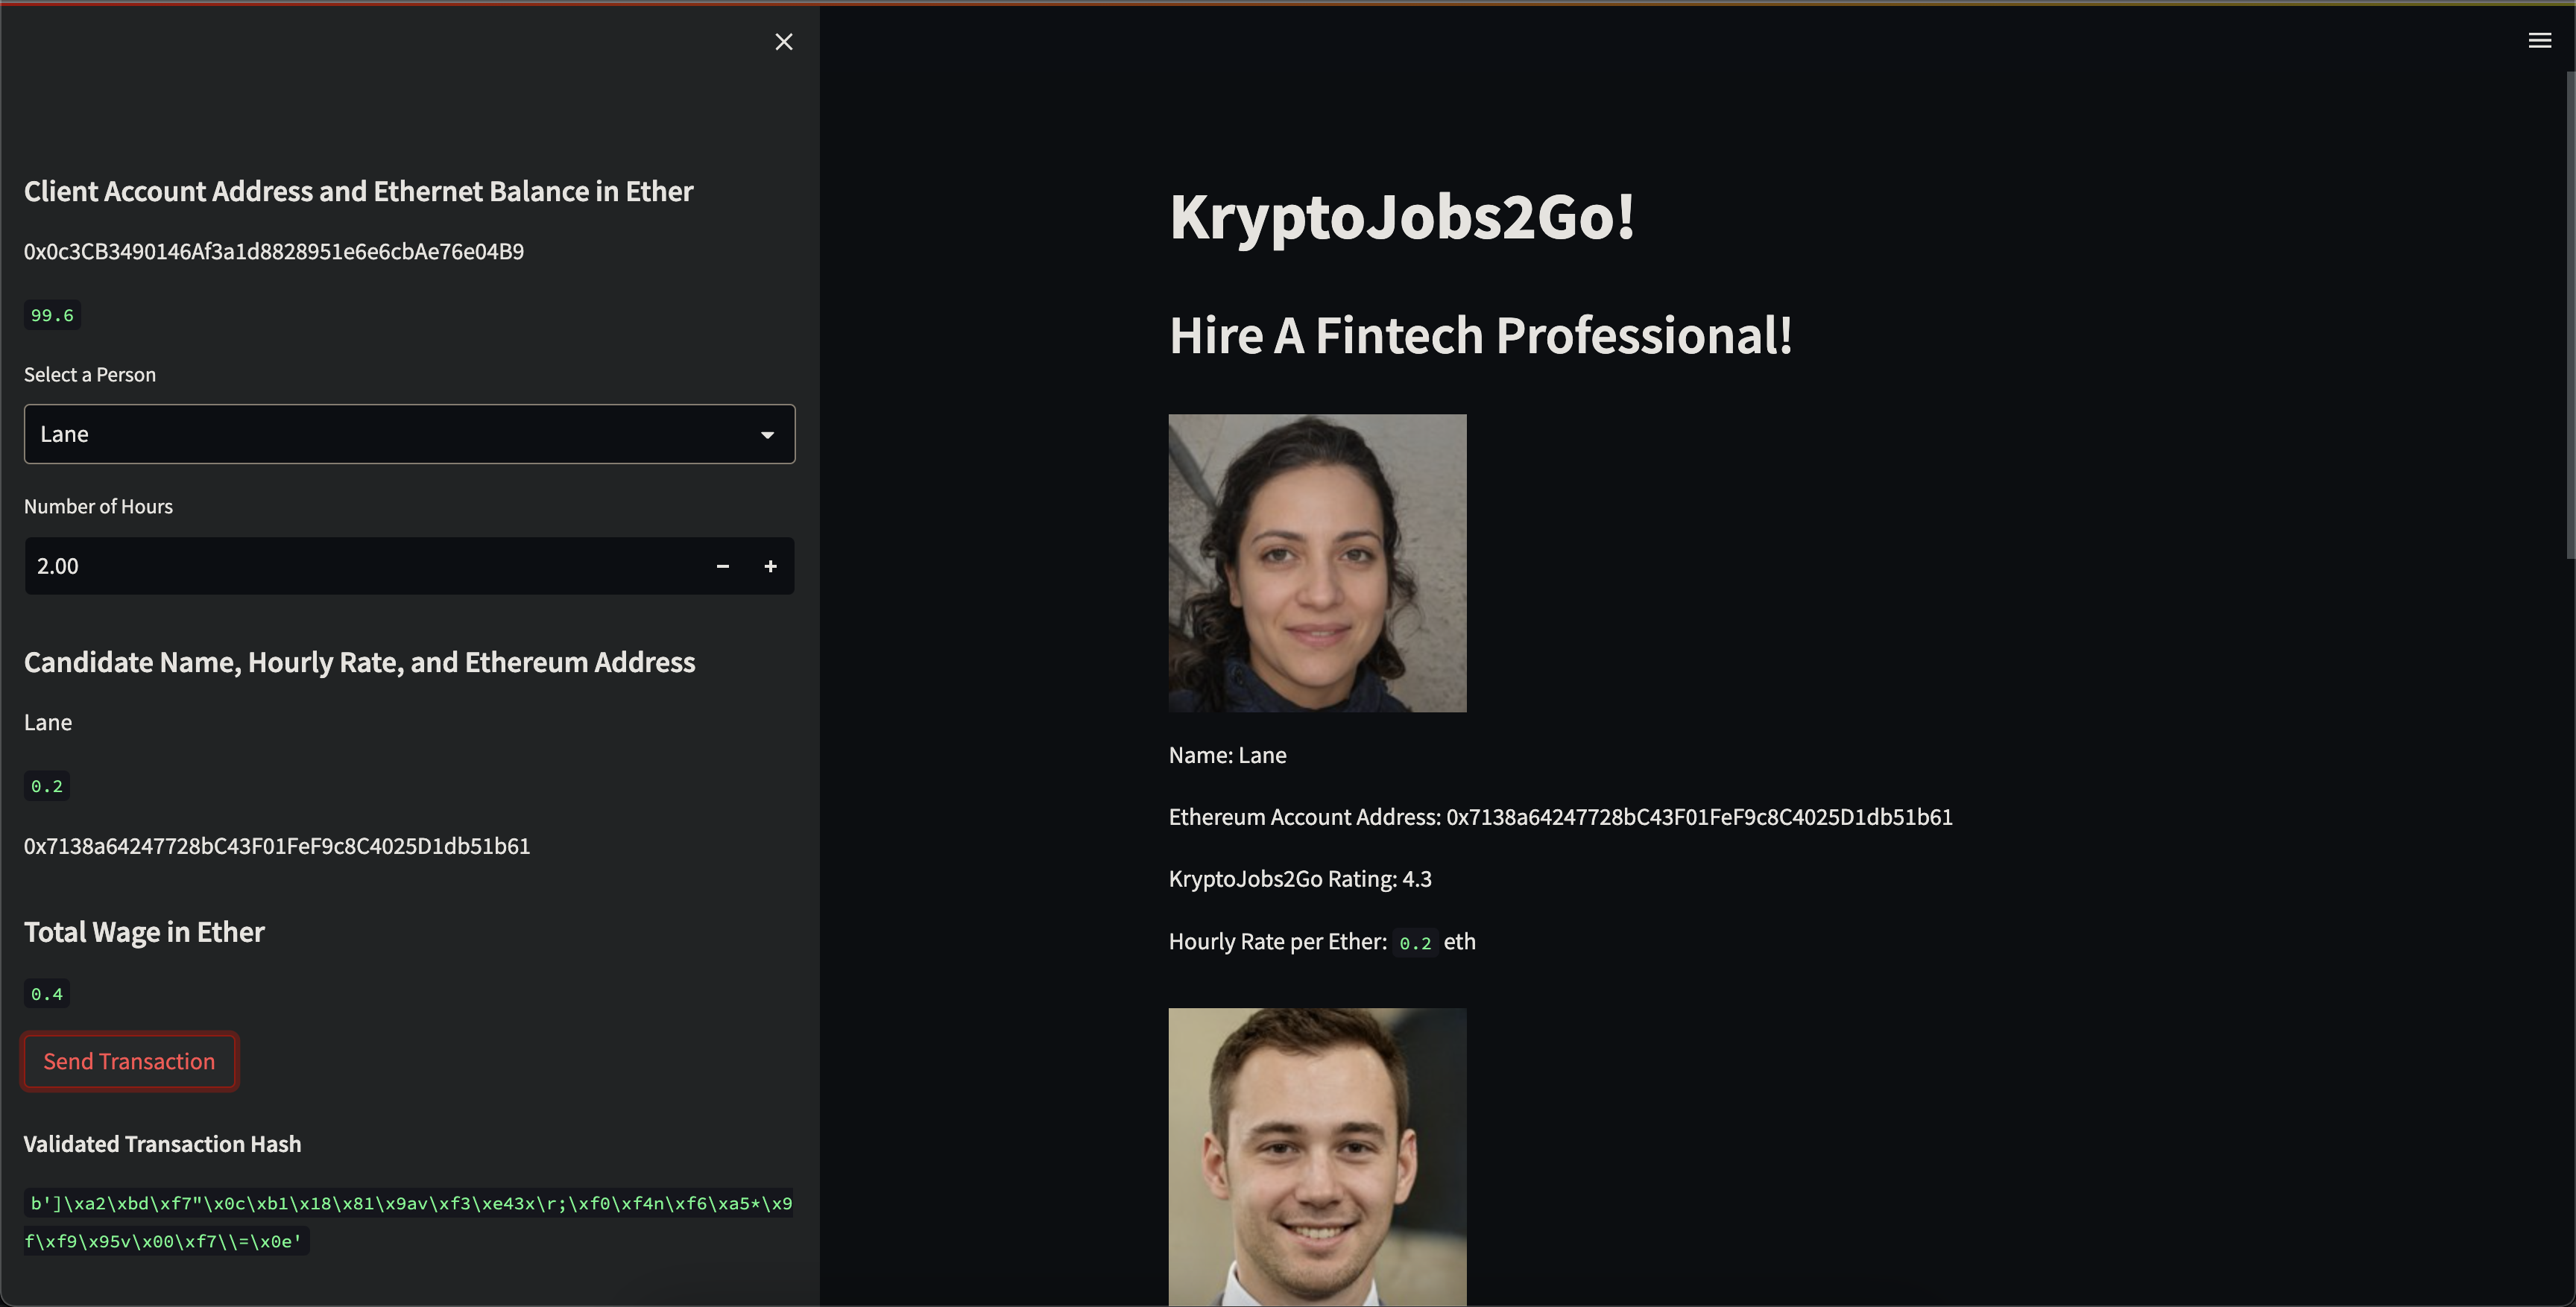 Client Account Address and Ethernet Balance in Ether
0x0c3CB3490146Af3a1d8828951e6e6cbAe76e04B9
99.6
Select a Person
Lane
Number of Hours
2.00
Candidate Name, Hourly Rate, and Ethereum Address
Lane
0.2
0x7138a64247728bC43F01FeF9c8C4025D1db51b61
Total Wage in Ether
0.4
Send Transaction
Validated Transaction Hash
b']\xa2\xbd\xf7"\x0c\xb1\x18\x81\x9av\xf3\xe43x\r;\xf0\xf4n\xf6\xa5*\x9
f\xf9\x95v\x00\xf7\\=\x0e'
KryptoJobs2Go!
Hire A Fintech Professional!
Name: Lane
Ethereum Account Address: 0x7138a64247728bC43F01FeF9c8C4025D1db51b61
KryptoJobs2Go Rating: 4.3
Hourly Rate per Ether: 0.2 eth